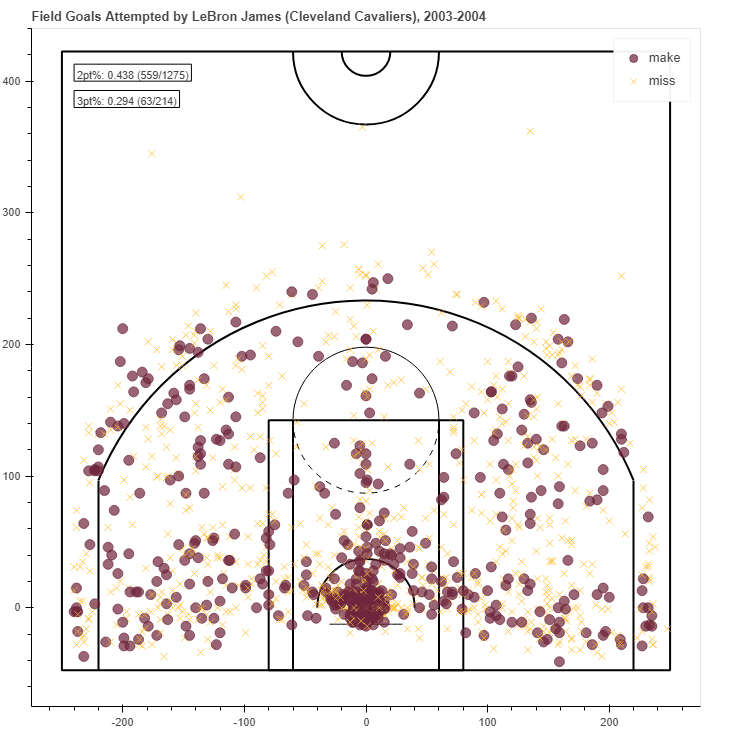 Field Goals Attempted by LeBron James (Cleveland Cavaliers), 2003-2004
make
miss
2pt%: 0.438 (559/1275)
3pt%: 0.294 (63/214)
400
300
200
100
0
-200
-100
0
100
200